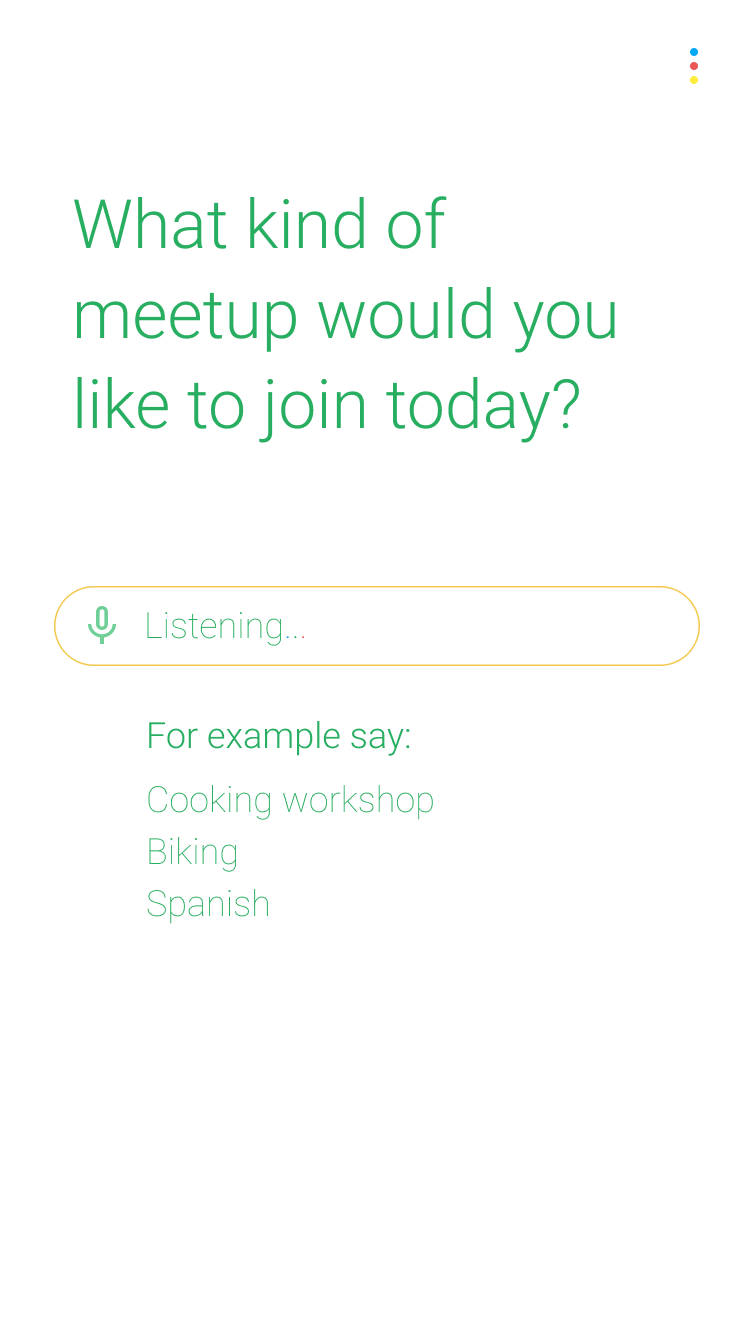 What kind of
meetup would you
like to join today?
Listening...
For example say:
Cooking workshop
Biking
Spanish